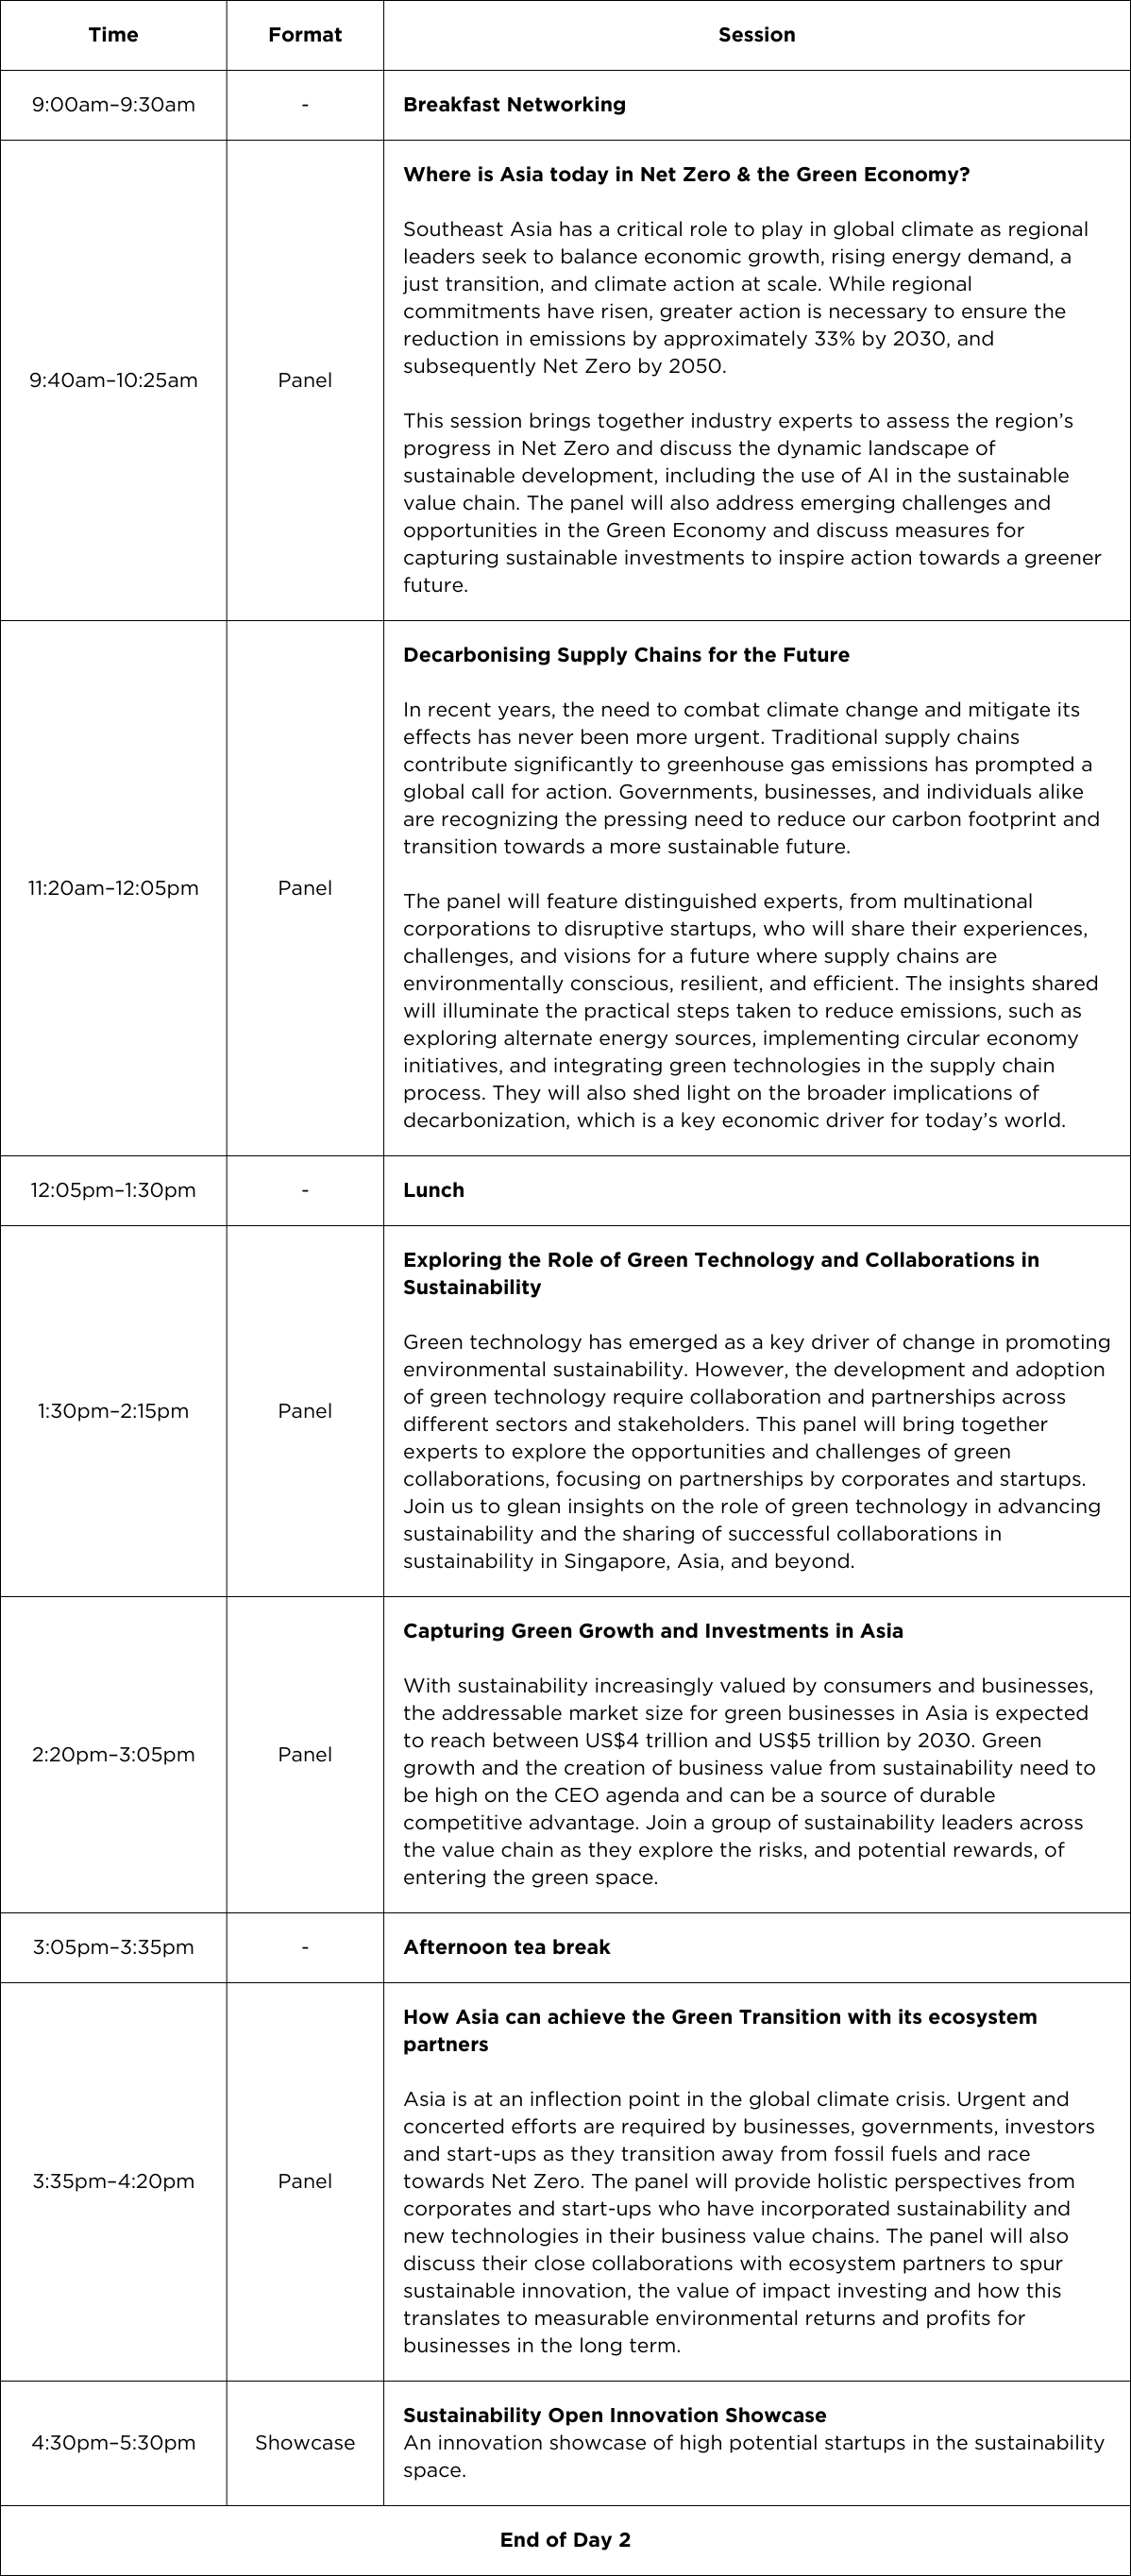 Time Format Session
9:00am–9:30am - Breakfast Networking
Where is Asia today in Net Zero & the Green Economy?
Southeast Asia has a critical role to play in global climate as regional
leaders seek to balance economic growth, rising energy demand, a
just transition, and climate action at scale. While regional
commitments have risen, greater action is necessary to ensure the
reduction in emissions by approximately 33% by 2030, and
subsequently Net Zero by 2050.
9:40am–10:25am Panel
This session brings together industry experts to assess the region’s
progress in Net Zero and discuss the dynamic landscape of
sustainable development, including the use of AI in the sustainable
value chain. The panel will also address emerging challenges and
opportunities in the Green Economy and discuss measures for
capturing sustainable investments to inspire action towards a greener
future.
Decarbonising Supply Chains for the Future
In recent years, the need to combat climate change and mitigate its
effects has never been more urgent. Traditional supply chains
contribute significantly to greenhouse gas emissions has prompted a
global call for action. Governments, businesses, and individuals alike
are recognizing the pressing need to reduce our carbon footprint and
transition towards a more sustainable future.
11:20am–12:05pm Panel
The panel will feature distinguished experts, from multinational
corporations to disruptive startups, who will share their experiences,
challenges, and visions for a future where supply chains are
environmentally conscious, resilient, and efficient. The insights shared
will illuminate the practical steps taken to reduce emissions, such as
exploring alternate energy sources, implementing circular economy
initiatives, and integrating green technologies in the supply chain
process. They will also shed light on the broader implications of
decarbonization, which is a key economic driver for today’s world.
12:05pm–1:30pm - Lunch
Exploring the Role of Green Technology and Collaborations in
Sustainability
Green technology has emerged as a key driver of change in promoting
environmental sustainability. However, the development and adoption
of green technology require collaboration and partnerships across
1:30pm–2:15pm Panel
different sectors and stakeholders. This panel will bring together
experts to explore the opportunities and challenges of green
collaborations, focusing on partnerships by corporates and startups.
Join us to glean insights on the role of green technology in advancing
sustainability and the sharing of successful collaborations in
sustainability in Singapore, Asia, and beyond.
Capturing Green Growth and Investments in Asia
With sustainability increasingly valued by consumers and businesses,
the addressable market size for green businesses in Asia is expected
to reach between US$4 trillion and US$5 trillion by 2030. Green
2:20pm–3:05pm Panel
growth and the creation of business value from sustainability need to
be high on the CEO agenda and can be a source of durable
competitive advantage. Join a group of sustainability leaders across
the value chain as they explore the risks, and potential rewards, of
entering the green space.
3:05pm–3:35pm - Afternoon tea break
How Asia can achieve the Green Transition with its ecosystem
partners
Asia is at an inflection point in the global climate crisis. Urgent and
concerted efforts are required by businesses, governments, investors
and start-ups as they transition away from fossil fuels and race
3:35pm–4:20pm Panel
towards Net Zero. The panel will provide holistic perspectives from
corporates and start-ups who have incorporated sustainability and
new technologies in their business value chains. The panel will also
discuss their close collaborations with ecosystem partners to spur
sustainable innovation, the value of impact investing and how this
translates to measurable environmental returns and profits for
businesses in the long term.
Sustainability Open Innovation Showcase
4:30pm–5:30pm Showcase
An innovation showcase of high potential startups in the sustainability
space.
End of Day 2